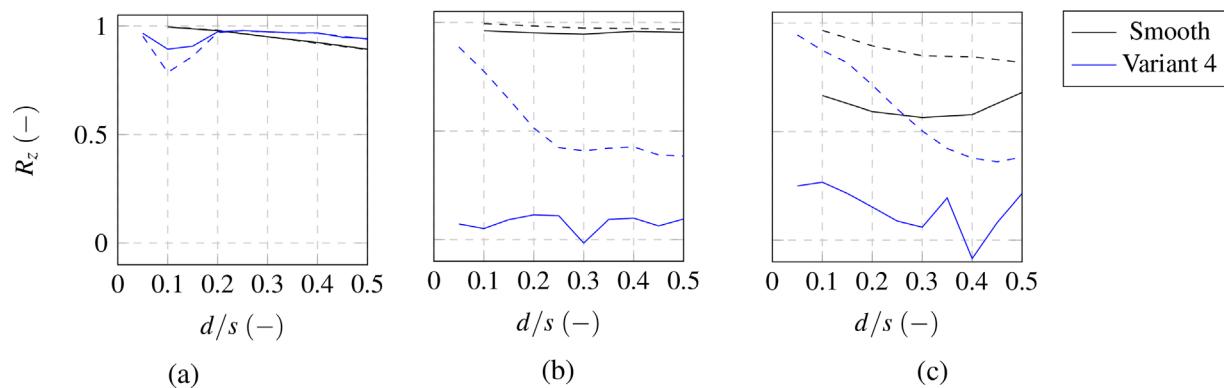 1
0.5
0
R_z (−)
0 0.1 0.2 0.3 0.4 0.5
d/s (−)
(a)
0 0.1 0.2 0.3 0.4 0.5
d/s (−)
(b)
0 0.1 0.2 0.3 0.4 0.5
d/s (−)
(c)
Smooth
Variant 4